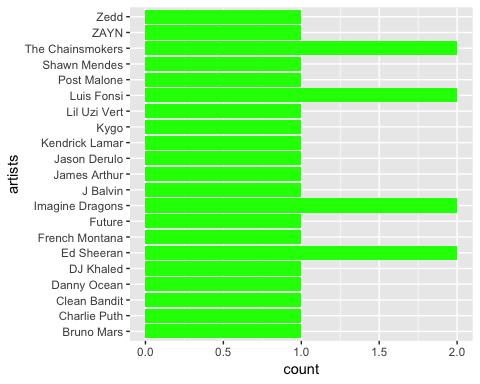 Zedd
ZAYN
The Chainsmokers
Shawn Mendes
Post Malone
Luis Fonsi
Lil Uzi Vert
Kygo
Kendrick Lamar
Jason Derulo
James Arthur
J Balvin
Imagine Dragons
Future
French Montana
Ed Sheeran
DJ Khaled
Danny Ocean
Clean Bandit
Charlie Puth
Bruno Mars
artists
0.0 0.5 1.0 1.5 2.0
count